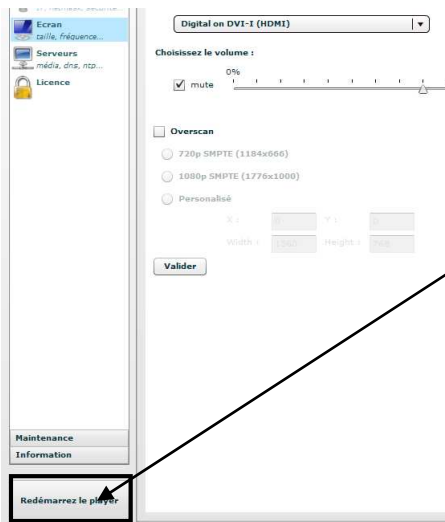 Ecran
taille, fréquence...
Serveurs
média, dns, ntp...
Licence
Maintenance
Information
Redémarrez le player
Digital on DVI-I (HDMI)
Choisissez le volume :
0%
mute
Overscan
720p SMPTE (1184x666)
1080p SMPTE (1776x1000)
Personalisé
X :
Y :
Width :
Height :
Valider